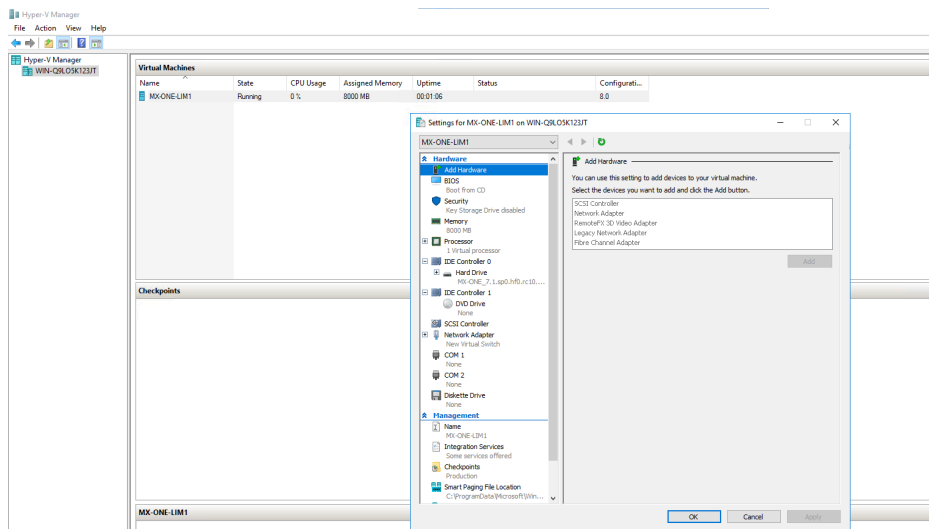 Hyper-V Manager
File Action View Help
Hyper-V Manager
WIN-Q9LO5K123JT
Virtual Machines
Name State CPU Usage Assigned Memory Uptime Status Configurati...
MX-ONE-LIM1 Running 0 % 8000 MB 00:01:06 8.0
Checkpoints
MX-ONE-LIM1
Settings for MX-ONE-LIM1 on WIN-Q9LO5K123JT
MX-ONE-LIM1
Hardware
Add Hardware
BIOS
Boot from CD
Security
Key Storage Drive disabled
Memory
8000 MB
Processor
1 Virtual processor
IDE Controller 0
Hard Drive
MX-ONE_7.1.sp0.hf0.rc10....
IDE Controller 1
DVD Drive
None
SCSI Controller
Network Adapter
New Virtual Switch
COM 1
None
COM 2
None
Diskette Drive
None
Management
Name
MX-ONE-LIM1
Integration Services
Some services offered
Checkpoints
Production
Smart Paging File Location
C:\ProgramData\Microsoft\Win...
Add Hardware
You can use this setting to add devices to your virtual machine.
Select the devices you want to add and click the Add button.
SCSI Controller
Network Adapter
RemoteFX 3D Video Adapter
Legacy Network Adapter
Fibre Channel Adapter
Add
OK Cancel Apply